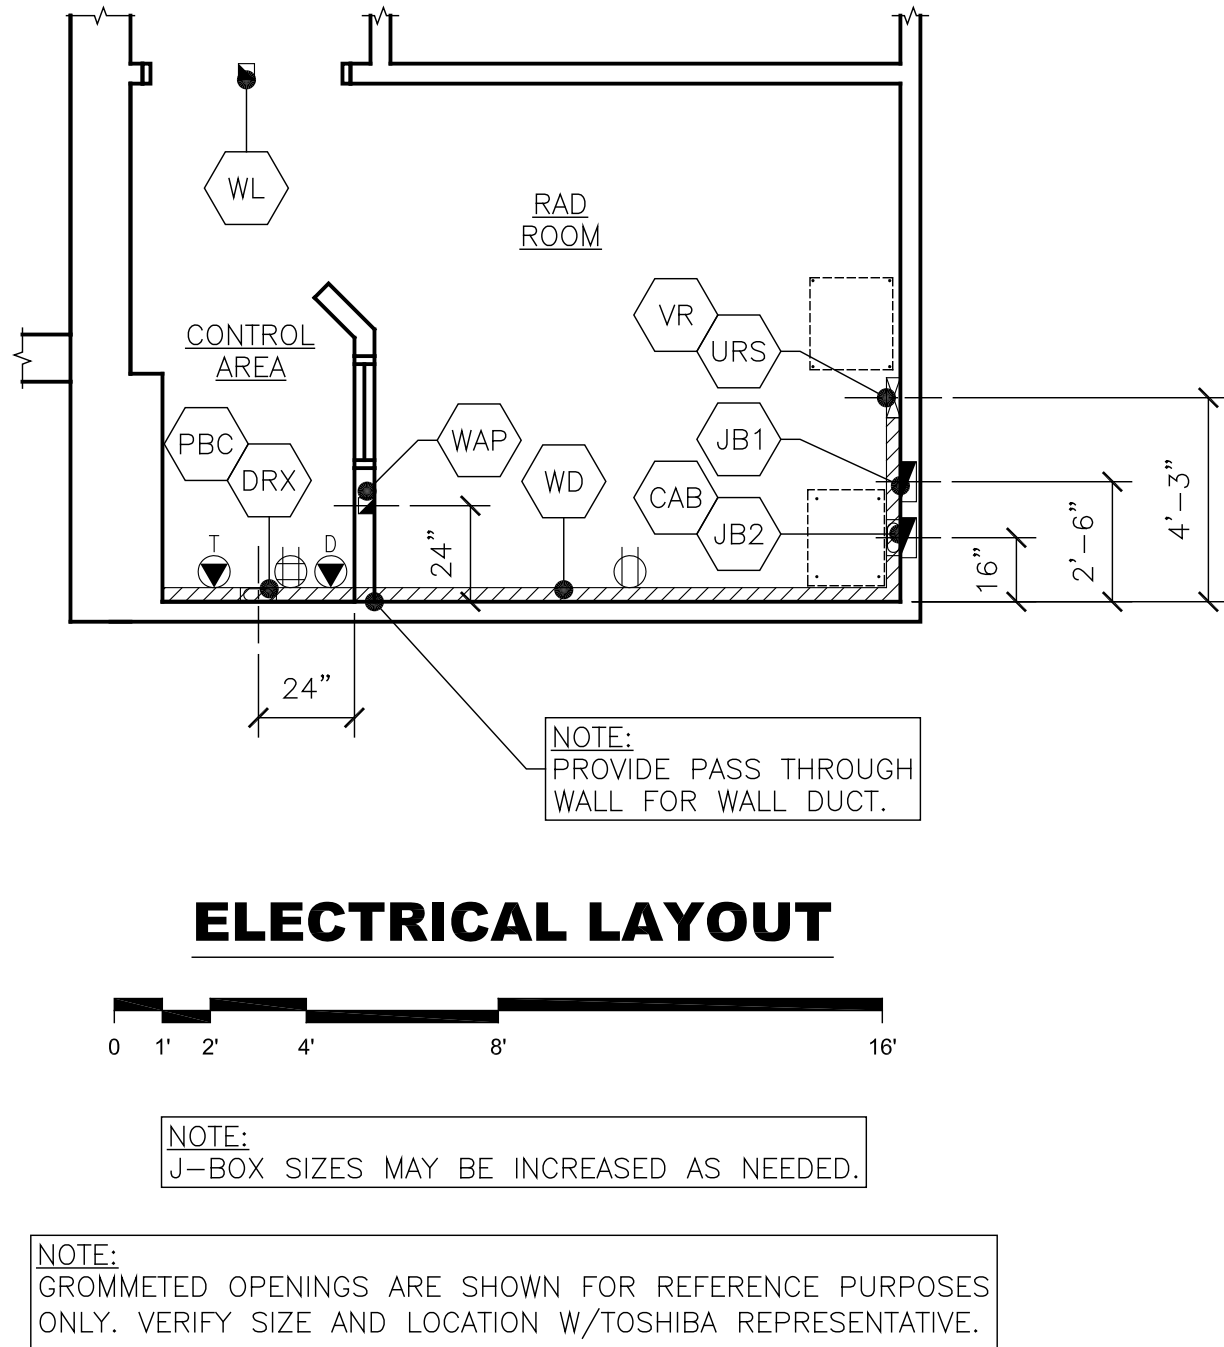 WL
RAD
ROOM
VR
URS
CONTROL
AREA
PBC
DRX
WAP
WD
JB1
CAB
JB2
T
D
24"
16"
2'-6"
4'-3"
24"
NOTE:
PROVIDE PASS THROUGH
WALL FOR WALL DUCT.
ELECTRICAL LAYOUT
0 1' 2' 4' 8' 16'
NOTE:
J-BOX SIZES MAY BE INCREASED AS NEEDED.
NOTE:
GROMMETED OPENINGS ARE SHOWN FOR REFERENCE PURPOSES
ONLY. VERIFY SIZE AND LOCATION W/TOSHIBA REPRESENTATIVE.